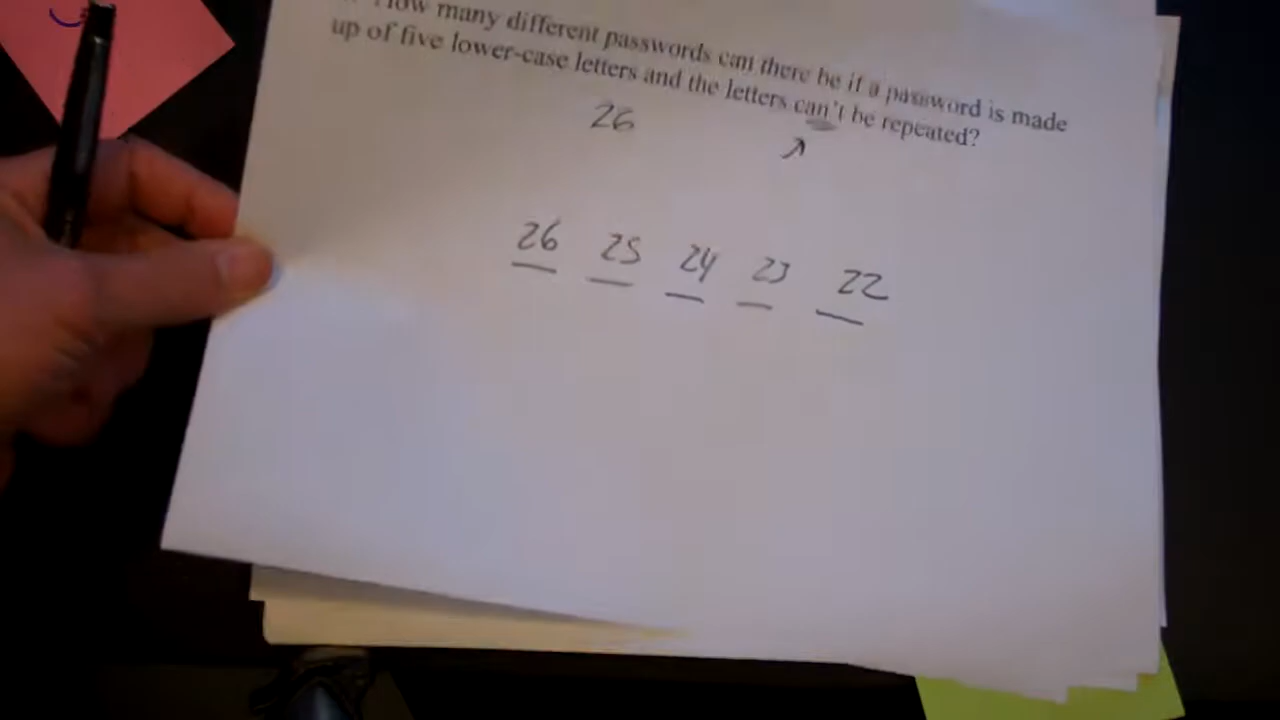 How many different passwords can there be if a password is made
up of five lower-case letters and the letters can't be repeated?
26
26 25 24 23 22